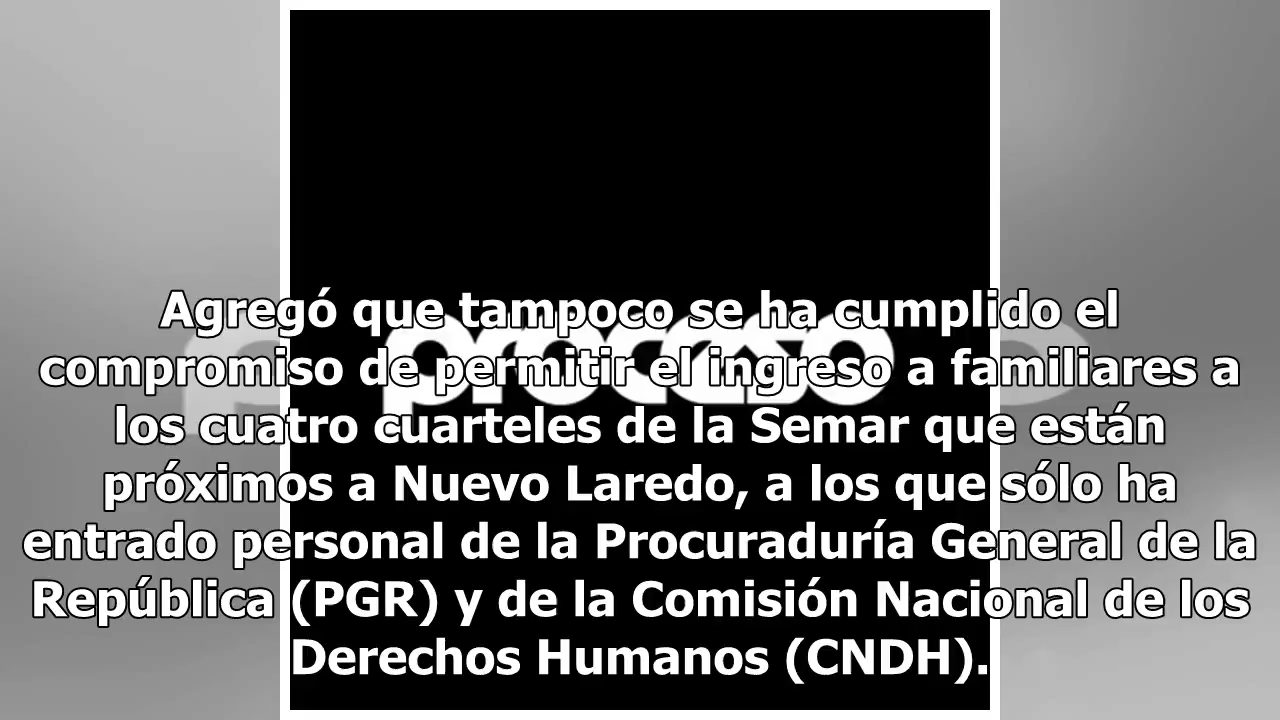 Agregó que tampoco se ha cumplido el
compromiso de permitir el ingreso a familiares a
los cuatro cuarteles de la Semar que están
próximos a Nuevo Laredo, a los que sólo ha
entrado personal de la Procuraduría General de la
República (PGR) y de la Comisión Nacional de los
Derechos Humanos (CNDH).
proceso